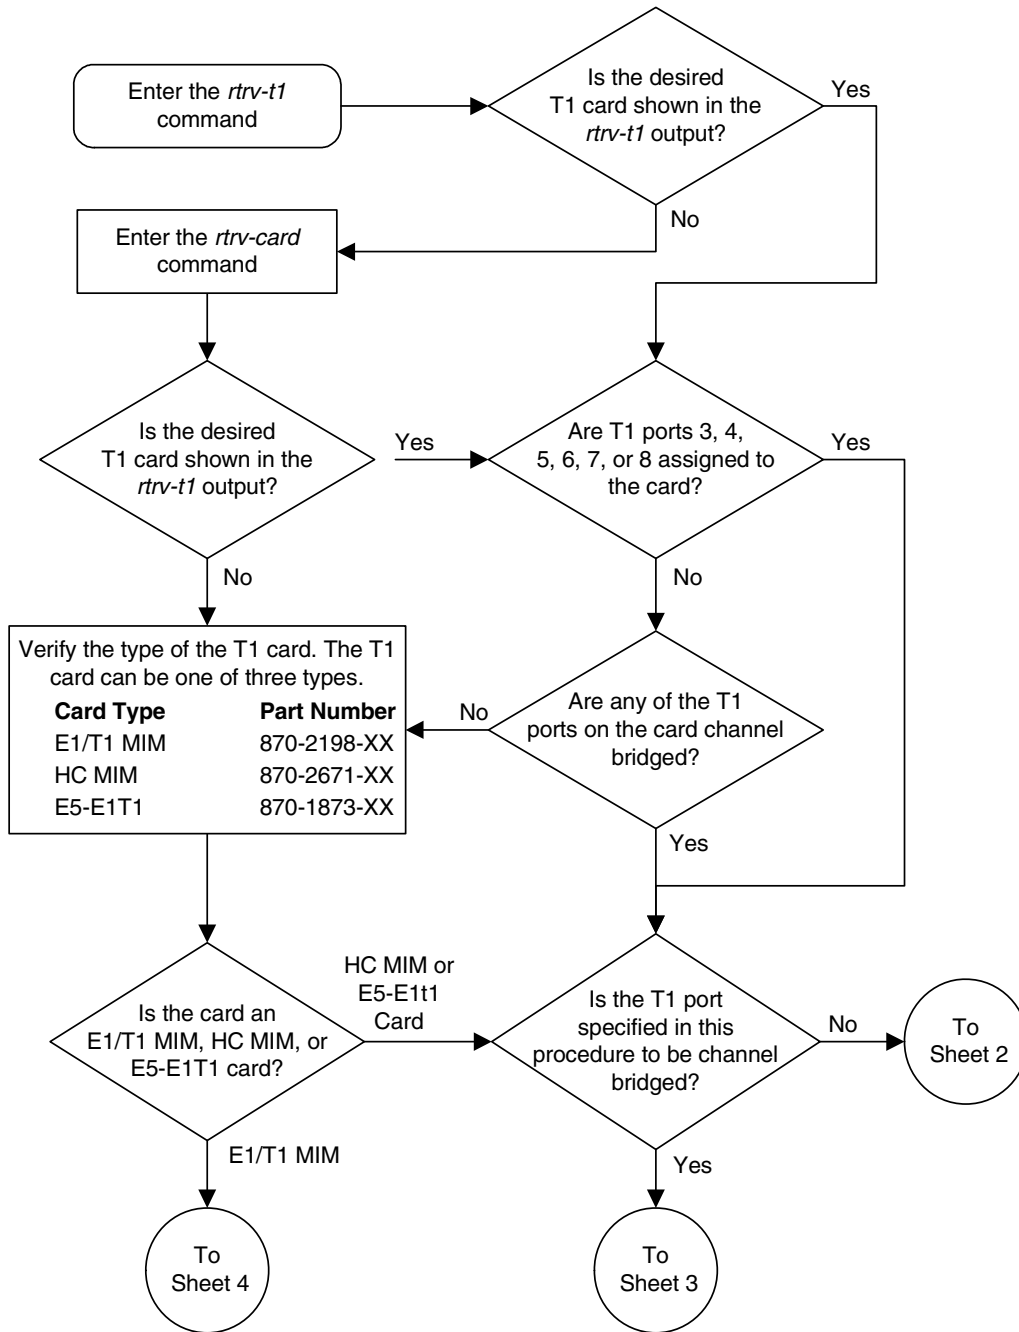 Enter the rtrv-t1
command
Is the desired
T1 card shown in the
rtrv-t1 output?
Yes
No
Enter the rtrv-card
command
Is the desired
T1 card shown in the
rtrv-t1 output?
Yes
No
Are T1 ports 3, 4,
5, 6, 7, or 8 assigned to
the card?
Yes
No
Verify the type of the T1 card. The T1
card can be one of three types.
Card Type Part Number
E1/T1 MIM 870-2198-XX
HC MIM 870-2671-XX
E5-E1T1 870-1873-XX
Are any of the T1
ports on the card channel
bridged?
No
Yes
Is the card an
E1/T1 MIM, HC MIM, or
E5-E1T1 card?
HC MIM or
E5-E1t1
Card
E1/T1 MIM
Is the T1 port
specified in this
procedure to be channel
bridged?
No
Yes
To
Sheet 2
To
Sheet 4
To
Sheet 3